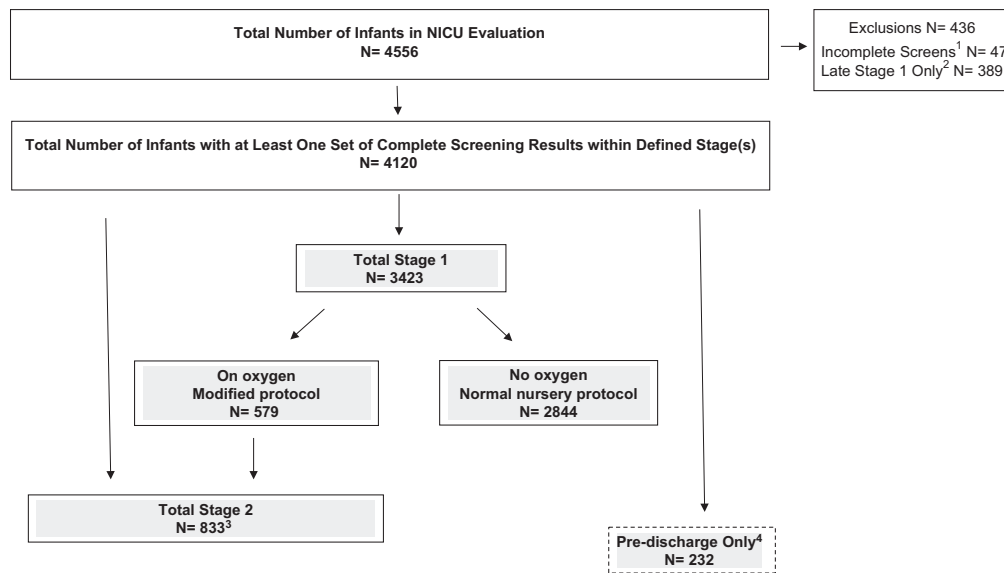 Total Number of Infants in NICU Evaluation
N= 4556
Exclusions N= 436
Incomplete Screens1 N= 47
Late Stage 1 Only2 N= 389
Total Number of Infants with at Least One Set of Complete Screening Results within Defined Stage(s)
N= 4120
Total Stage 1
N= 3423
On oxygen
Modified protocol
N= 579
No oxygen
Normal nursery protocol
N= 2844
Total Stage 2
N= 8333
Pre-discharge Only4
N= 232